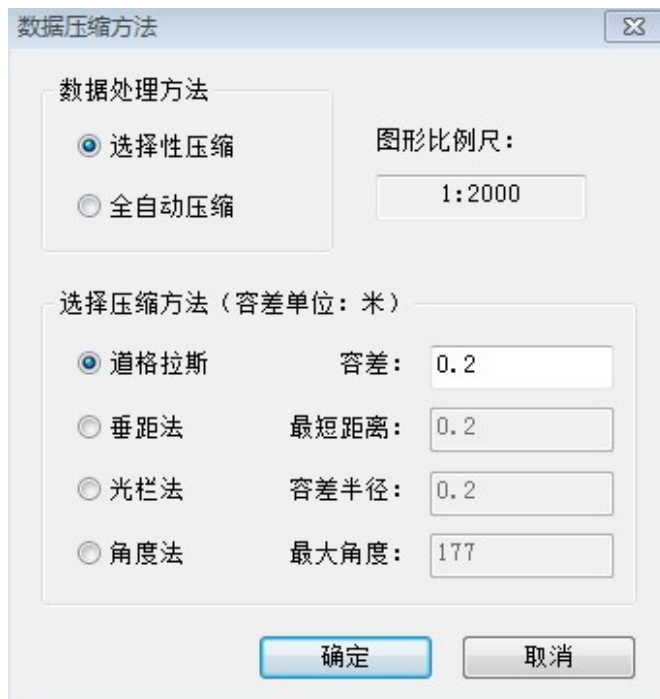 数据压缩方法
数据处理方法
选择性压缩
全自动压缩
图形比例尺：
1:2000
选择压缩方法（容差单位：米）
道格拉斯 容差： 0.2
垂距法 最短距离： 0.2
光栏法 容差半径： 0.2
角度法 最大角度： 177
确定 取消